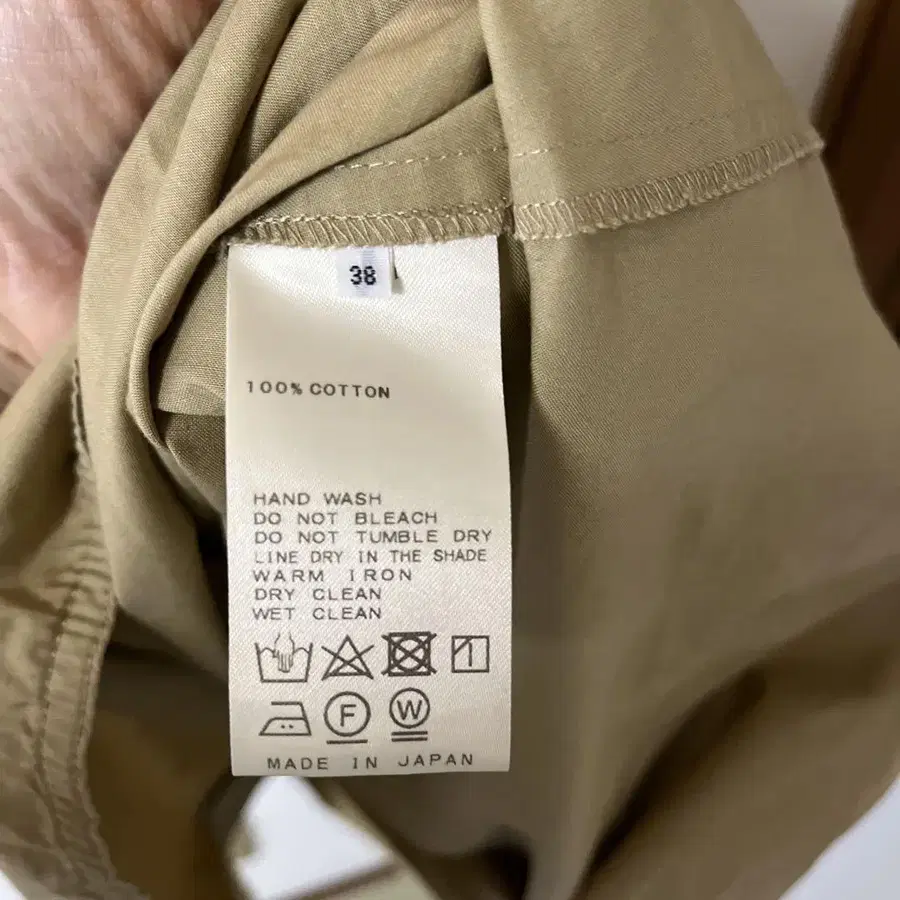 38
100% COTTON
HAND WASH
DO NOT BLEACH
DO NOT TUMBLE DRY
LINE DRY IN THE SHADE
WARM IRON
DRY CLEAN
WET CLEAN
F W
MADE IN JAPAN